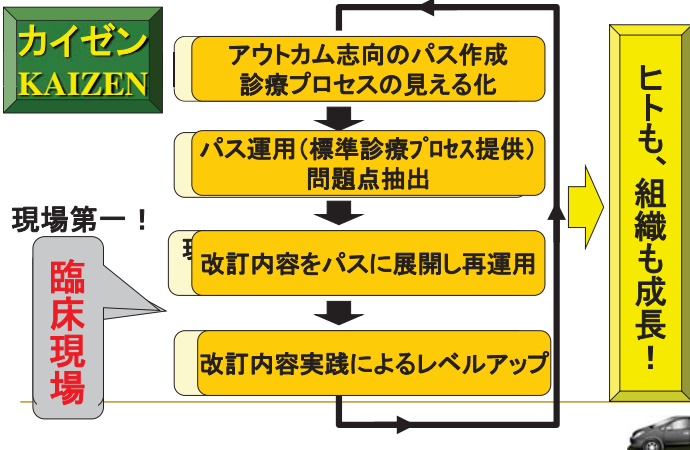 カイゼン
KAIZEN
アウトカム志向のパス作成
診療プロセスの見える化
パス運用（標準診療プロセス提供）
問題点抽出
現場第一！
改訂内容をパスに展開し再運用
臨床現場
改訂内容実践によるレベルアップ
ヒトも、組織も成長！